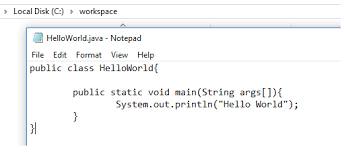 Local Disk (C:) > workspace
HelloWorld.java - Notepad
File Edit Format View Help
public class HelloWorld{
public static void main(String args[]){
System.out.println("Hello World");
}
}